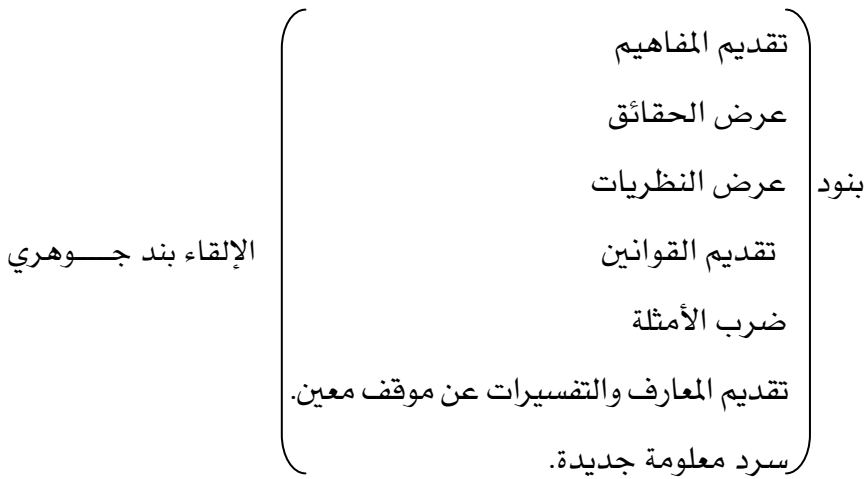 تقديم المفاهيم
عرض الحقائق
بنود عرض النظريات
تقديم القوانين
الإلقاء بند جـــوهري
ضرب الأمثلة
تقديم المعارف والتفسيرات عن موقف معين.
سرد معلومة جديدة.